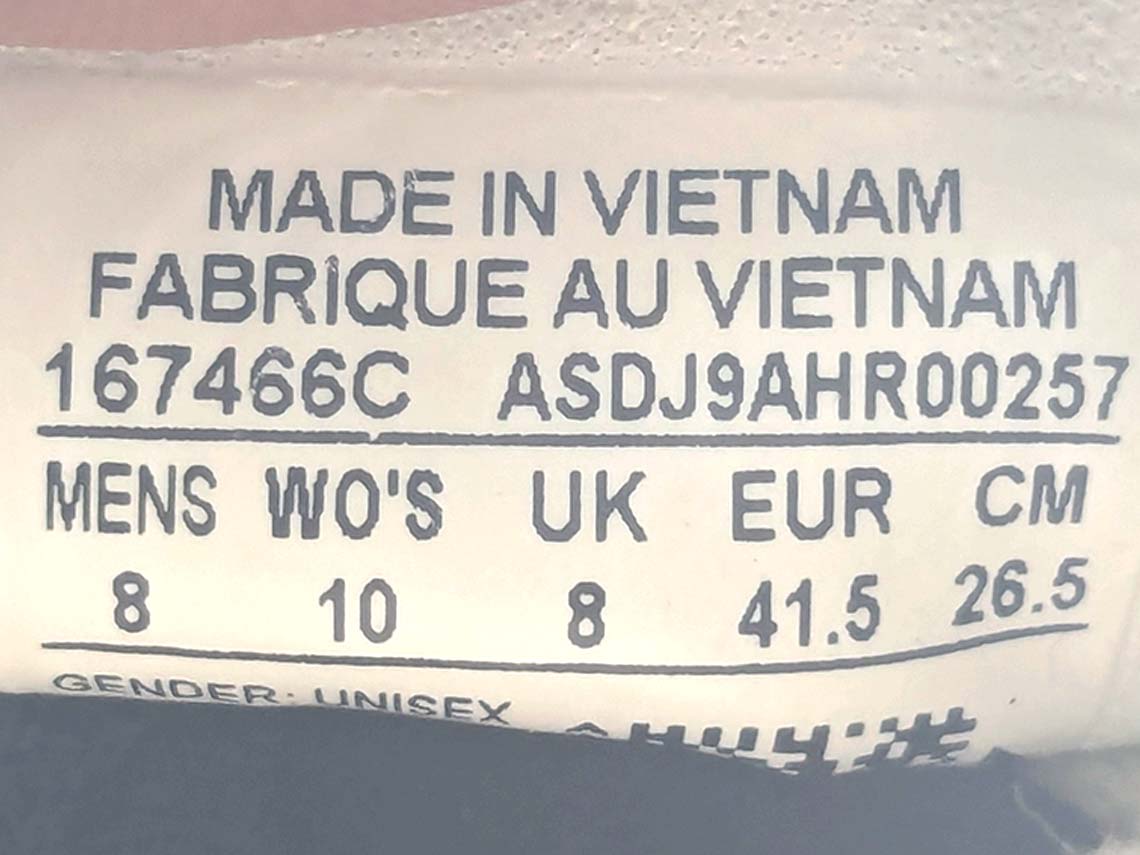 MADE IN VIETNAM
FABRIQUE AU VIETNAM
167466C ASDJ9AHR00257
MENS WO'S UK EUR CM
8 10 8 41.5 26.5
GENDER: UNISEX